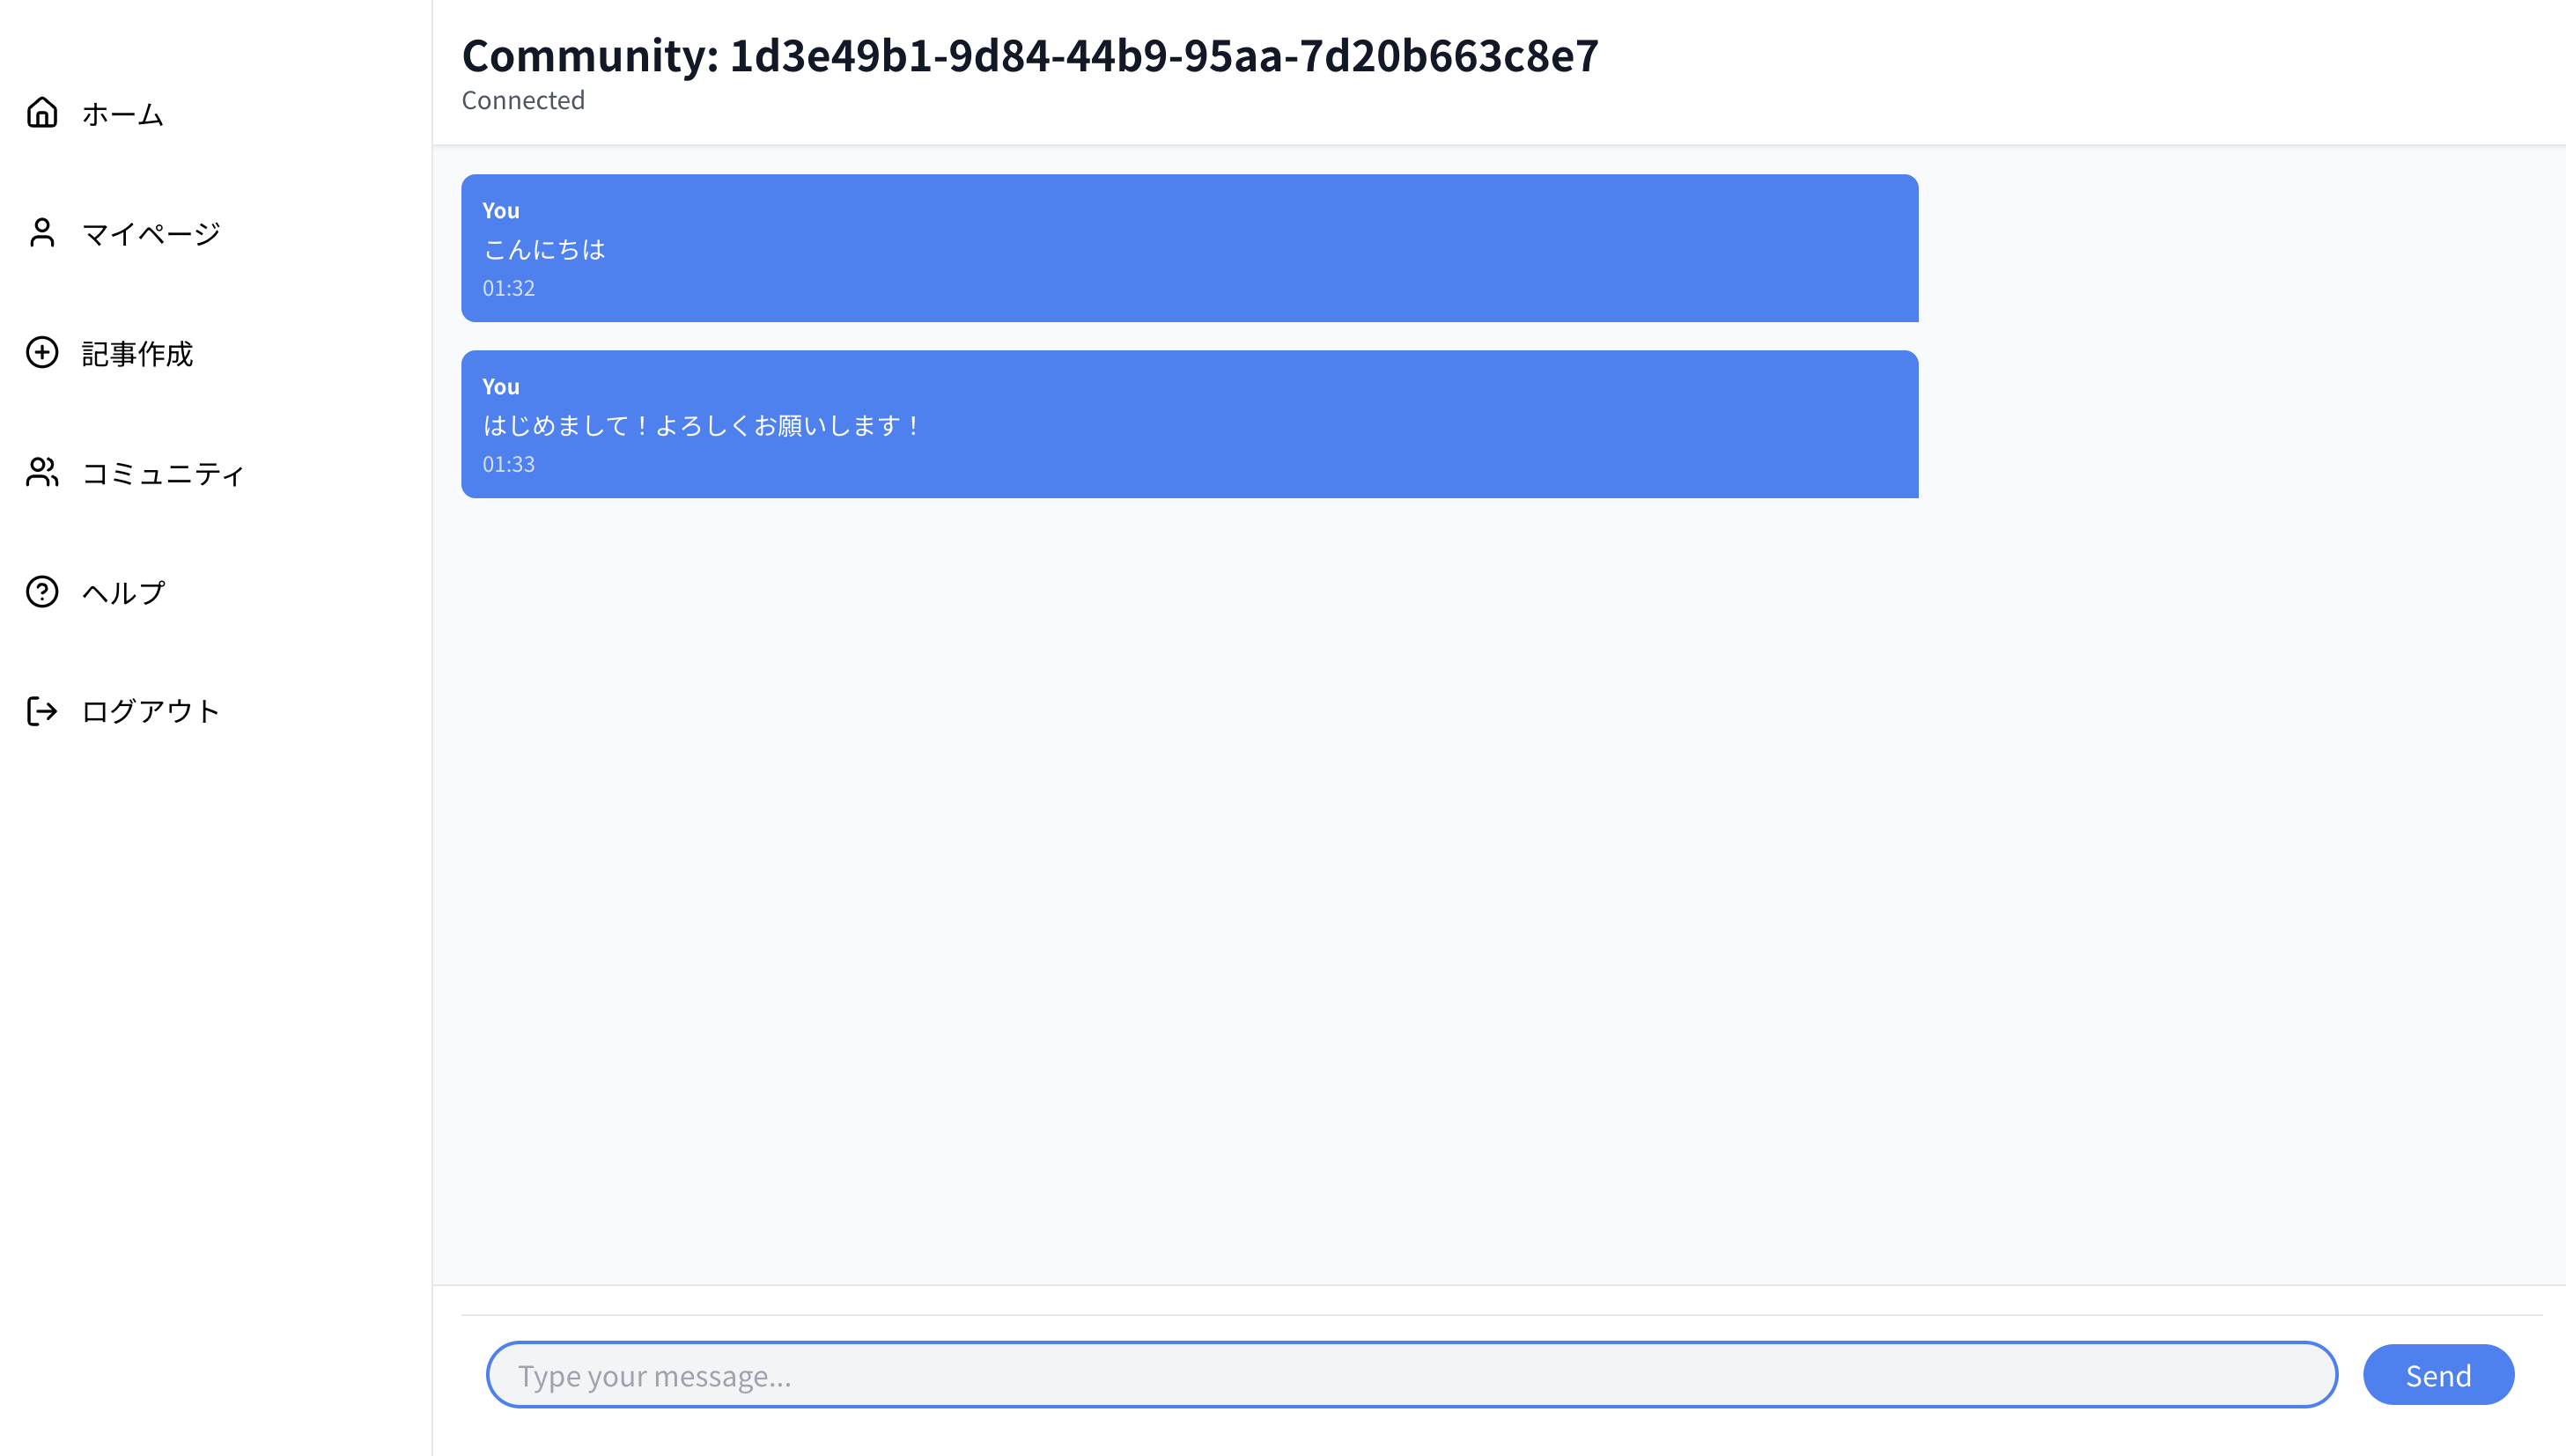 ホーム
マイページ
記事作成
コミュニティ
ヘルプ
ログアウト
Community: 1d3e49b1-9d84-44b9-95aa-7d20b663c8e7
Connected
You
こんにちは
01:32
You
はじめまして！よろしくお願いします！
01:33
Type your message...
Send